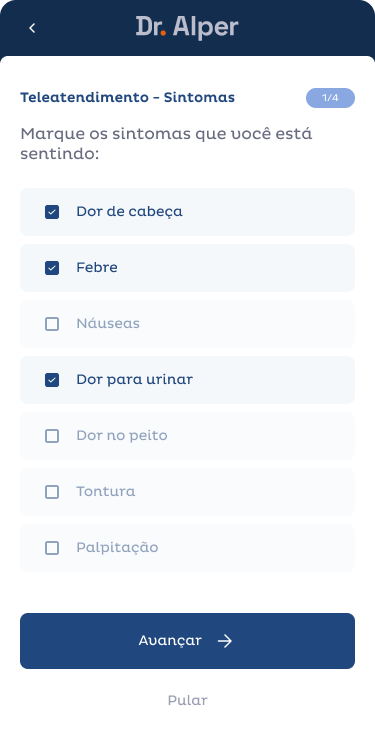 Dr. Alper
Teleatendimento - Sintomas
1/4
Marque os sintomas que você está
sentindo:
Dor de cabeça
Febre
Náuseas
Dor para urinar
Dor no peito
Tontura
Palpitação
Avançar
Pular